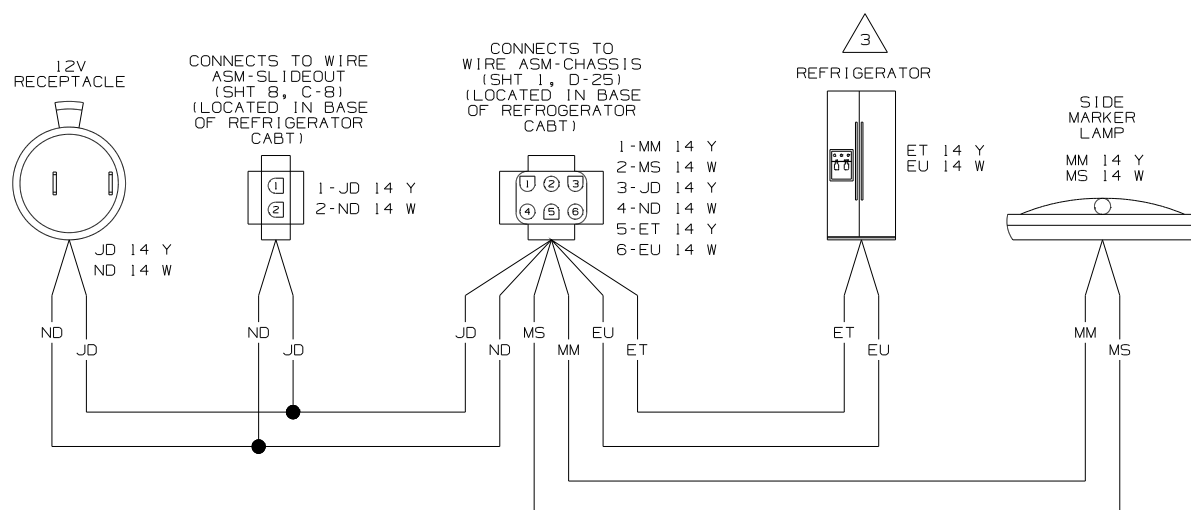 12V
RECEPTACLE
JD 14 Y
ND 14 W
CONNECTS TO WIRE
ASM-SLIDEOUT
(SHT 8, C-8)
(LOCATED IN BASE
OF REFRIGERATOR
CABT)
1
2
1-JD 14 Y
2-ND 14 W
CONNECTS TO
WIRE ASM-CHASSIS
(SHT 1, D-25)
(LOCATED IN BASE
OF REFROGERATOR
CABT)
1 2 3
4 5 6
1-MM 14 Y
2-MS 14 W
3-JD 14 Y
4-ND 14 W
5-ET 14 Y
6-EU 14 W
3
REFRIGERATOR
ET 14 Y
EU 14 W
SIDE
MARKER
LAMP
MM 14 Y
MS 14 W
ND
JD
ND
JD
JD
ND
MS
MM
EU
ET
ET
EU
MM
MS